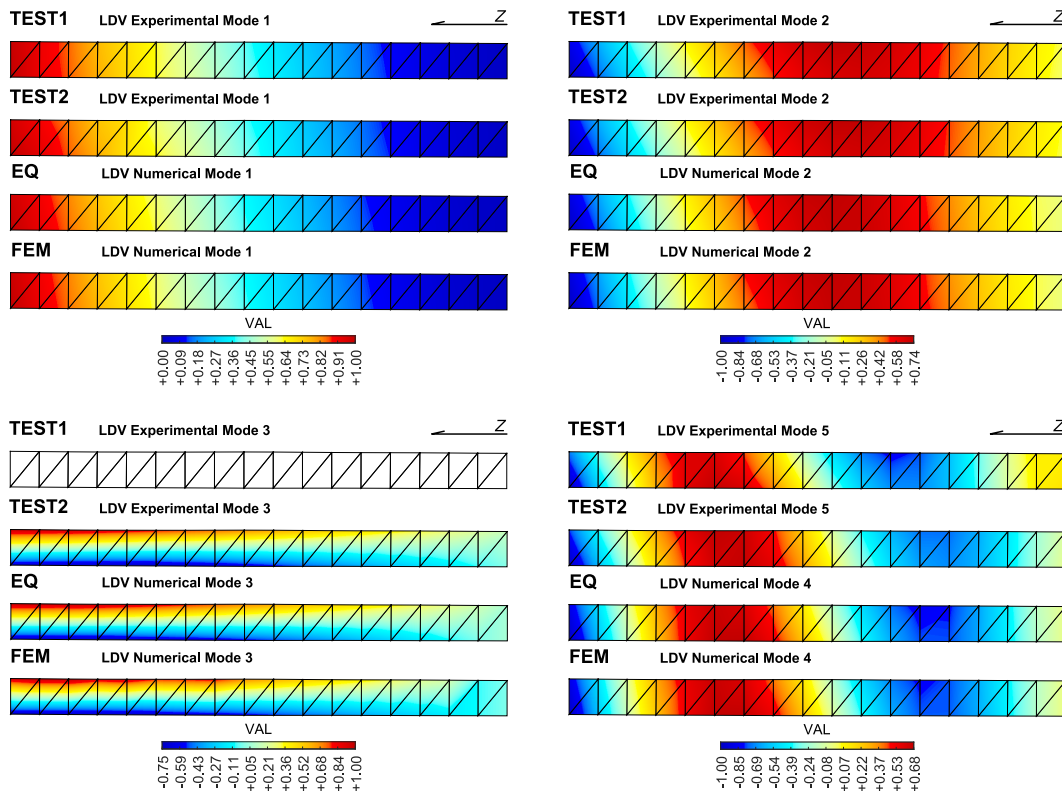 TEST1 LDV Experimental Mode 1 Z
TEST2 LDV Experimental Mode 1
EQ LDV Numerical Mode 1
FEM LDV Numerical Mode 1
VAL
+0.00 +0.09 +0.18 +0.27 +0.36 +0.45 +0.55 +0.64 +0.73 +0.82 +0.91 +1.00
TEST1 LDV Experimental Mode 2 Z
TEST2 LDV Experimental Mode 2
EQ LDV Numerical Mode 2
FEM LDV Numerical Mode 2
VAL
-1.00 -0.84 -0.68 -0.53 -0.37 -0.21 -0.05 +0.11 +0.26 +0.42 +0.58 +0.74
TEST1 LDV Experimental Mode 3 Z
TEST2 LDV Experimental Mode 3
EQ LDV Numerical Mode 3
FEM LDV Numerical Mode 3
VAL
-0.75 -0.59 -0.43 -0.27 -0.11 +0.05 +0.21 +0.36 +0.52 +0.68 +0.84 +1.00
TEST1 LDV Experimental Mode 5 Z
TEST2 LDV Experimental Mode 5
EQ LDV Numerical Mode 4
FEM LDV Numerical Mode 4
VAL
-1.00 -0.85 -0.69 -0.54 -0.39 -0.24 -0.08 +0.07 +0.22 +0.37 +0.53 +0.68